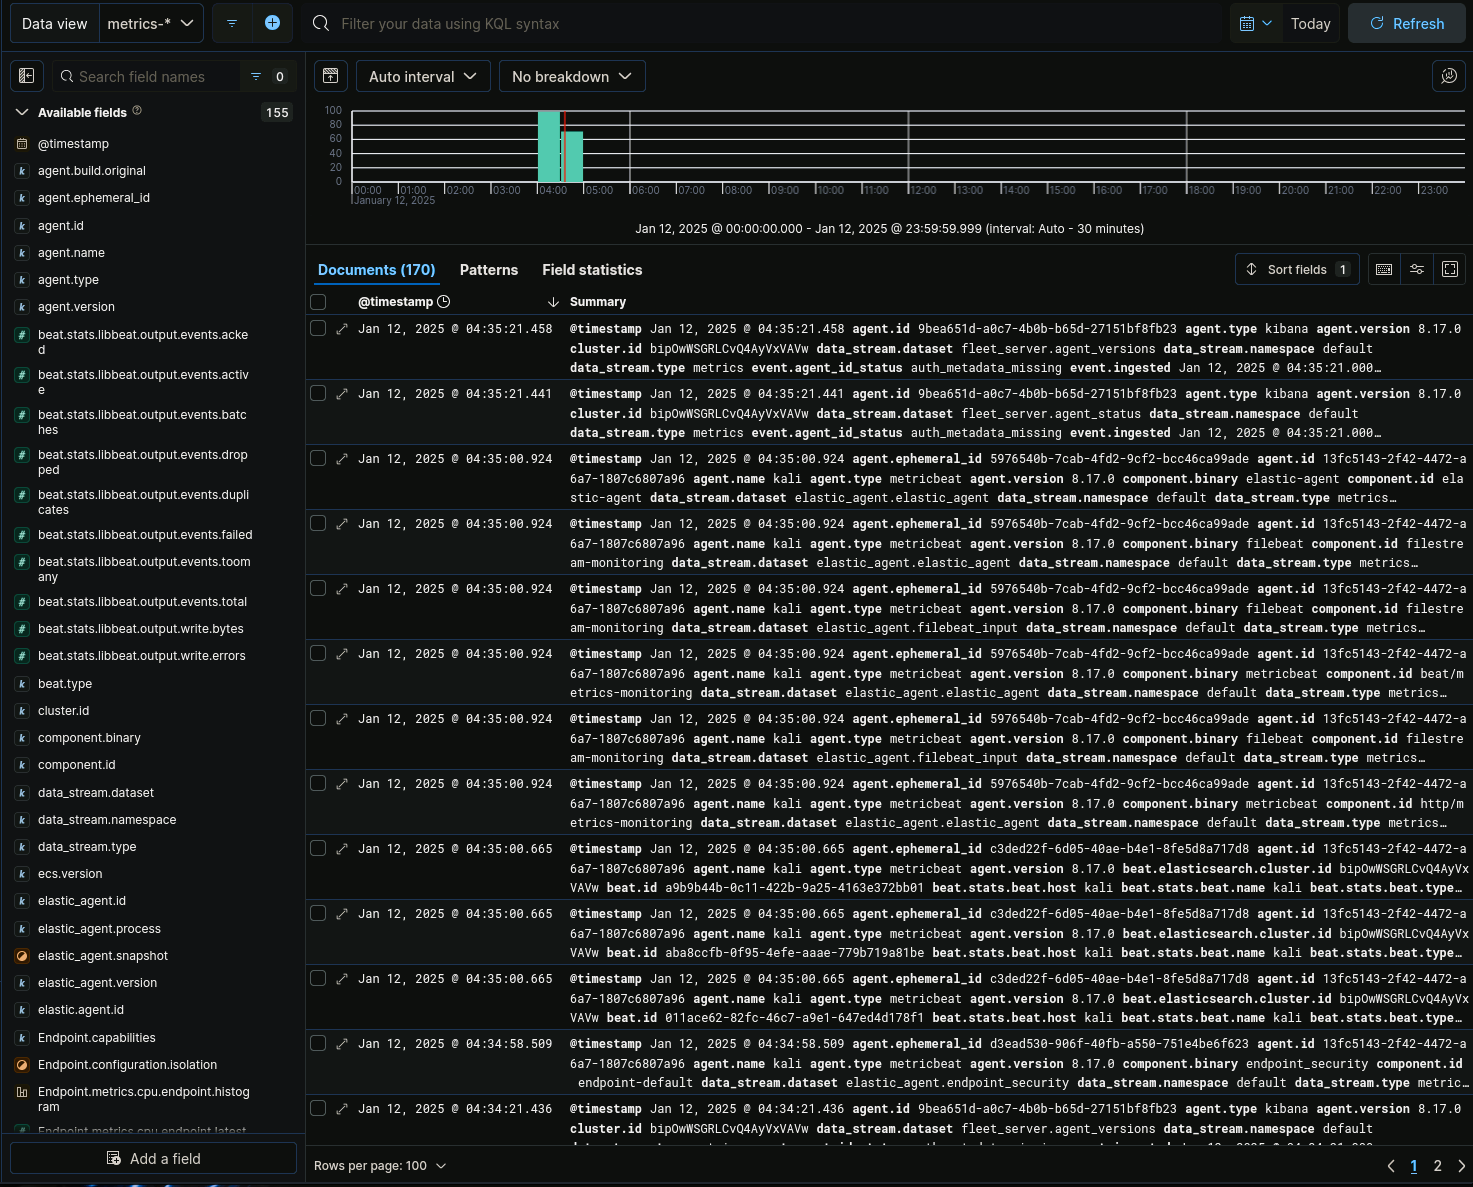 Data view
metrics-*
Filter your data using KQL syntax
Today
Refresh
Search field names
0
Available fields
155
@timestamp
agent.build.original
agent.ephemeral_id
agent.id
agent.name
agent.type
agent.version
beat.stats.libbeat.output.events.acke
d
beat.stats.libbeat.output.events.activ
e
beat.stats.libbeat.output.events.batc
hes
beat.stats.libbeat.output.events.drop
ped
beat.stats.libbeat.output.events.dupli
cates
beat.stats.libbeat.output.events.failed
beat.stats.libbeat.output.events.toom
any
beat.stats.libbeat.output.events.total
beat.stats.libbeat.output.write.bytes
beat.stats.libbeat.output.write.errors
beat.type
cluster.id
component.binary
component.id
data_stream.dataset
data_stream.namespace
data_stream.type
ecs.version
elastic_agent.id
elastic_agent.process
elastic_agent.snapshot
elastic_agent.version
elastic.agent.id
Endpoint.capabilities
Endpoint.configuration.isolation
Endpoint.metrics.cpu.endpoint.histog
ram
Endpoint.metrics.cpu.endpoint.latest
Add a field
Auto interval
No breakdown
100
80
60
40
20
0
00:00 01:00 02:00 03:00 04:00 05:00 06:00 07:00 08:00 09:00 10:00 11:00 12:00 13:00 14:00 15:00 16:00 17:00 18:00 19:00 20:00 21:00 22:00 23:00
January 12, 2025
Jan 12, 2025 @ 00:00:00.000 - Jan 12, 2025 @ 23:59:59.999 (interval: Auto - 30 minutes)
Documents (170)
Patterns
Field statistics
Sort fields 1
@timestamp
Summary
Jan 12, 2025 @ 04:35:21.458
@timestamp Jan 12, 2025 @ 04:35:21.458 agent.id 9bea651d-a0c7-4b0b-b65d-27151bf8fb23 agent.type kibana agent.version 8.17.0
cluster.id bipOwWSGRLCvQ4AyVxVAVw data_stream.dataset fleet_server.agent_versions data_stream.namespace default
data_stream.type metrics event.agent_id_status auth_metadata_missing event.ingested Jan 12, 2025 @ 04:35:21.000…
Jan 12, 2025 @ 04:35:21.441
@timestamp Jan 12, 2025 @ 04:35:21.441 agent.id 9bea651d-a0c7-4b0b-b65d-27151bf8fb23 agent.type kibana agent.version 8.17.0
cluster.id bipOwWSGRLCvQ4AyVxVAVw data_stream.dataset fleet_server.agent_status data_stream.namespace default
data_stream.type metrics event.agent_id_status auth_metadata_missing event.ingested Jan 12, 2025 @ 04:35:21.000…
Jan 12, 2025 @ 04:35:00.924
@timestamp Jan 12, 2025 @ 04:35:00.924 agent.ephemeral_id 5976540b-7cab-4fd2-9cf2-bcc46ca99ade agent.id 13fc5143-2f42-4472-a
6a7-1807c6807a96 agent.name kali agent.type metricbeat agent.version 8.17.0 component.binary elastic-agent component.id ela
stic-agent data_stream.dataset elastic_agent.elastic_agent data_stream.namespace default data_stream.type metrics…
Jan 12, 2025 @ 04:35:00.924
@timestamp Jan 12, 2025 @ 04:35:00.924 agent.ephemeral_id 5976540b-7cab-4fd2-9cf2-bcc46ca99ade agent.id 13fc5143-2f42-4472-a
6a7-1807c6807a96 agent.name kali agent.type metricbeat agent.version 8.17.0 component.binary filebeat component.id filestre
am-monitoring data_stream.dataset elastic_agent.elastic_agent data_stream.namespace default data_stream.type metrics…
Jan 12, 2025 @ 04:35:00.924
@timestamp Jan 12, 2025 @ 04:35:00.924 agent.ephemeral_id 5976540b-7cab-4fd2-9cf2-bcc46ca99ade agent.id 13fc5143-2f42-4472-a
6a7-1807c6807a96 agent.name kali agent.type metricbeat agent.version 8.17.0 component.binary filebeat component.id filestre
am-monitoring data_stream.dataset elastic_agent.filebeat_input data_stream.namespace default data_stream.type metrics…
Jan 12, 2025 @ 04:35:00.924
@timestamp Jan 12, 2025 @ 04:35:00.924 agent.ephemeral_id 5976540b-7cab-4fd2-9cf2-bcc46ca99ade agent.id 13fc5143-2f42-4472-a
6a7-1807c6807a96 agent.name kali agent.type metricbeat agent.version 8.17.0 component.binary metricbeat component.id beat/m
etrics-monitoring data_stream.dataset elastic_agent.elastic_agent data_stream.namespace default data_stream.type metrics…
Jan 12, 2025 @ 04:35:00.924
@timestamp Jan 12, 2025 @ 04:35:00.924 agent.ephemeral_id 5976540b-7cab-4fd2-9cf2-bcc46ca99ade agent.id 13fc5143-2f42-4472-a
6a7-1807c6807a96 agent.name kali agent.type metricbeat agent.version 8.17.0 component.binary filebeat component.id filestre
am-monitoring data_stream.dataset elastic_agent.filebeat_input data_stream.namespace default data_stream.type metrics…
Jan 12, 2025 @ 04:35:00.924
@timestamp Jan 12, 2025 @ 04:35:00.924 agent.ephemeral_id 5976540b-7cab-4fd2-9cf2-bcc46ca99ade agent.id 13fc5143-2f42-4472-a
6a7-1807c6807a96 agent.name kali agent.type metricbeat agent.version 8.17.0 component.binary metricbeat component.id http/m
etrics-monitoring data_stream.dataset elastic_agent.elastic_agent data_stream.namespace default data_stream.type metrics…
Jan 12, 2025 @ 04:35:00.665
@timestamp Jan 12, 2025 @ 04:35:00.665 agent.ephemeral_id c3ded22f-6d05-40ae-b4e1-8fe5d8a717d8 agent.id 13fc5143-2f42-4472-a
6a7-1807c6807a96 agent.name kali agent.type metricbeat agent.version 8.17.0 beat.elasticsearch.cluster.id bipOwWSGRLCvQ4AyVx
VAVw beat.id a9b9b44b-0c11-422b-9a25-4163e372bb01 beat.stats.beat.host kali beat.stats.beat.name kali beat.stats.beat.type…
Jan 12, 2025 @ 04:35:00.665
@timestamp Jan 12, 2025 @ 04:35:00.665 agent.ephemeral_id c3ded22f-6d05-40ae-b4e1-8fe5d8a717d8 agent.id 13fc5143-2f42-4472-a
6a7-1807c6807a96 agent.name kali agent.type metricbeat agent.version 8.17.0 beat.elasticsearch.cluster.id bipOwWSGRLCvQ4AyVx
VAVw beat.id aba8ccfb-0f95-4efe-aaae-779b719a81be beat.stats.beat.host kali beat.stats.beat.name kali beat.stats.beat.type…
Jan 12, 2025 @ 04:35:00.665
@timestamp Jan 12, 2025 @ 04:35:00.665 agent.ephemeral_id c3ded22f-6d05-40ae-b4e1-8fe5d8a717d8 agent.id 13fc5143-2f42-4472-a
6a7-1807c6807a96 agent.name kali agent.type metricbeat agent.version 8.17.0 beat.elasticsearch.cluster.id bipOwWSGRLCvQ4AyVx
VAVw beat.id 011ace62-82fc-46c7-a9e1-647ed4d178f1 beat.stats.beat.host kali beat.stats.beat.name kali beat.stats.beat.type…
Jan 12, 2025 @ 04:34:58.509
@timestamp Jan 12, 2025 @ 04:34:58.509 agent.ephemeral_id d3ead530-906f-40fb-a550-751e4be6f623 agent.id 13fc5143-2f42-4472-a
6a7-1807c6807a96 agent.name kali agent.type metricbeat agent.version 8.17.0 component.binary endpoint_security component.id
endpoint-default data_stream.dataset elastic_agent.endpoint_security data_stream.namespace default data_stream.type metric…
Jan 12, 2025 @ 04:34:21.436
@timestamp Jan 12, 2025 @ 04:34:21.436 agent.id 9bea651d-a0c7-4b0b-b65d-27151bf8fb23 agent.type kibana agent.version 8.17.0
cluster.id bipOwWSGRLCvQ4AyVxVAVw data_stream.dataset fleet_server.agent_versions data_stream.namespace default
Rows per page: 100
1 2